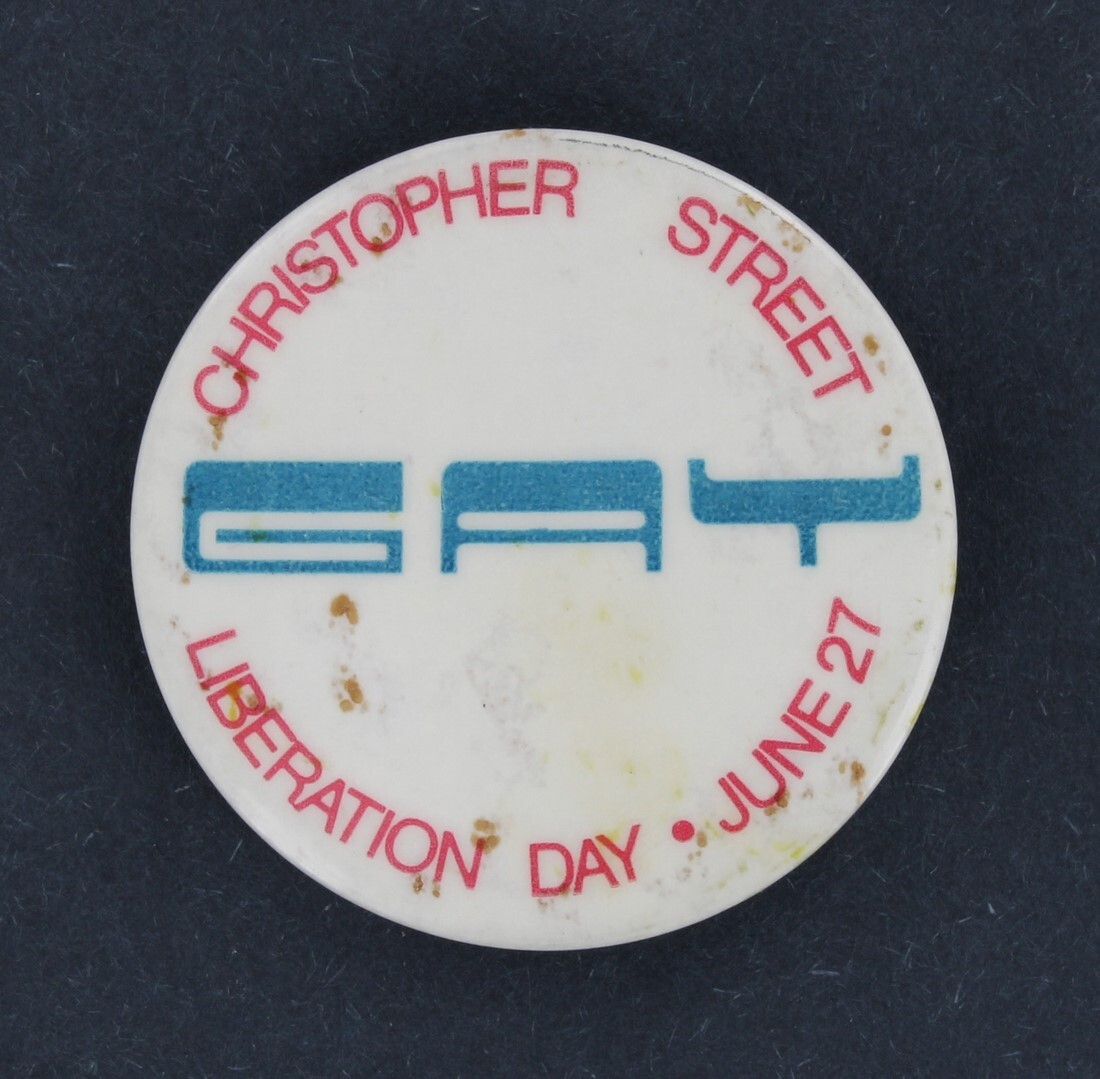 CHRISTOPHER STREET
GAY
LIBERATION DAY • JUNE 27